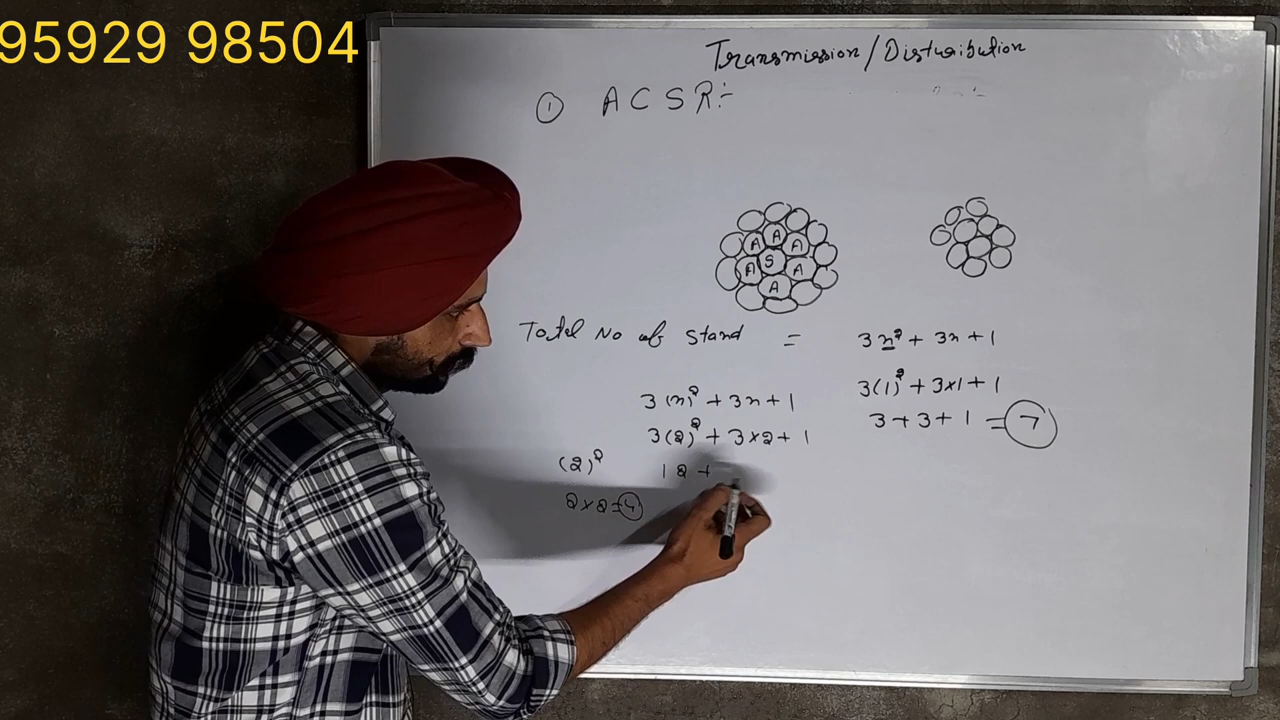 95929 98504
Transmission/Distribution
① A C S R:-
A A A
A S A
A
Total No of Stand = 3n² + 3n + 1
3(1)² + 3×1 + 1
3 + 3 + 1 = 7
3(n)² + 3n + 1
3(2)² + 3×2 + 1
(2)² 12 +
2×2=4